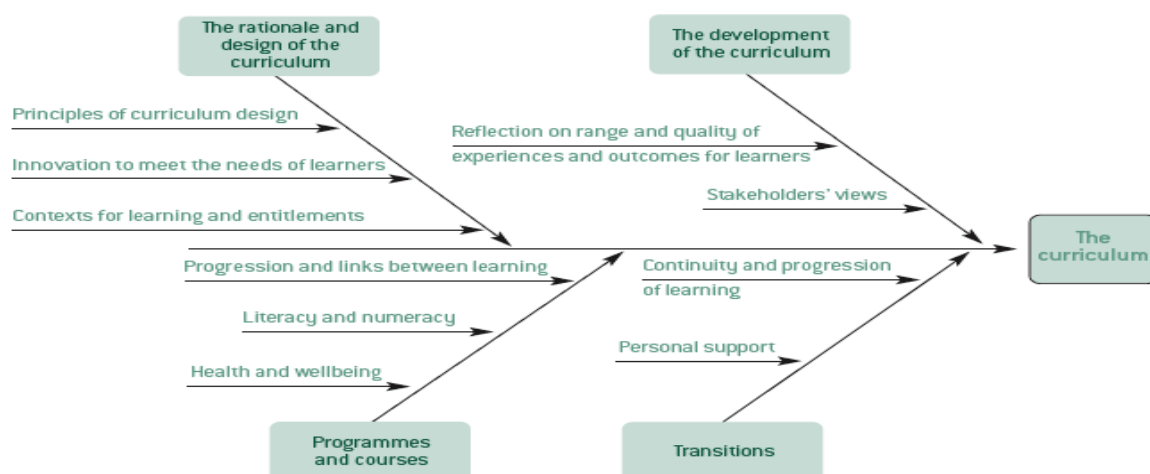 The rationale and
design of the
curriculum
The development
of the curriculum
Principles of curriculum design
Innovation to meet the needs of learners
Contexts for learning and entitlements
Reflection on range and quality of
experiences and outcomes for learners
Stakeholders' views
The
curriculum
Progression and links between learning
Literacy and numeracy
Health and wellbeing
Continuity and progression
of learning
Personal support
Programmes
and courses
Transitions